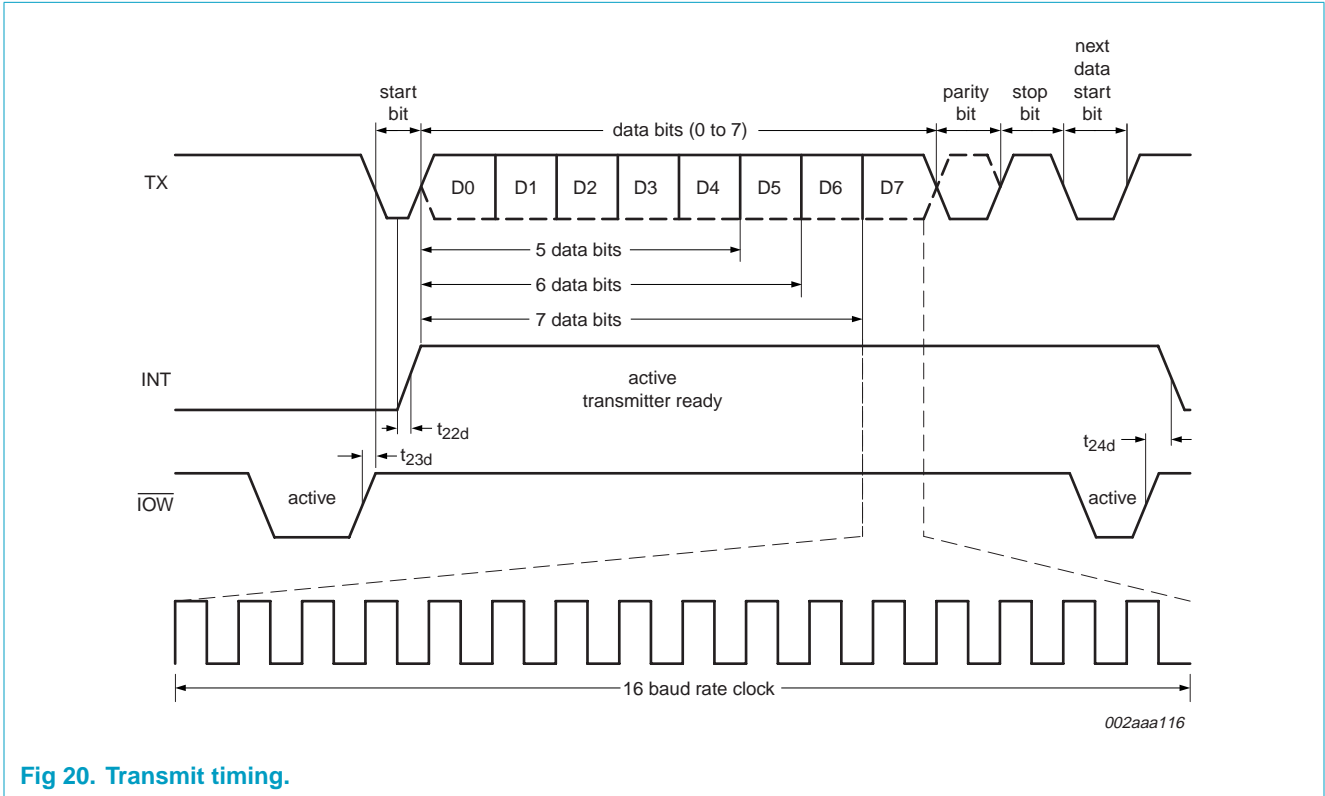 next
data
start
bit
start
bit
parity
bit
stop
bit
data bits (0 to 7)
TX
D0 D1 D2 D3 D4 D5 D6 D7
5 data bits
6 data bits
7 data bits
INT
active
transmitter ready
t22d
t24d
t23d
IOW
active
active
16 baud rate clock
002aaa116
Fig 20. Transmit timing.